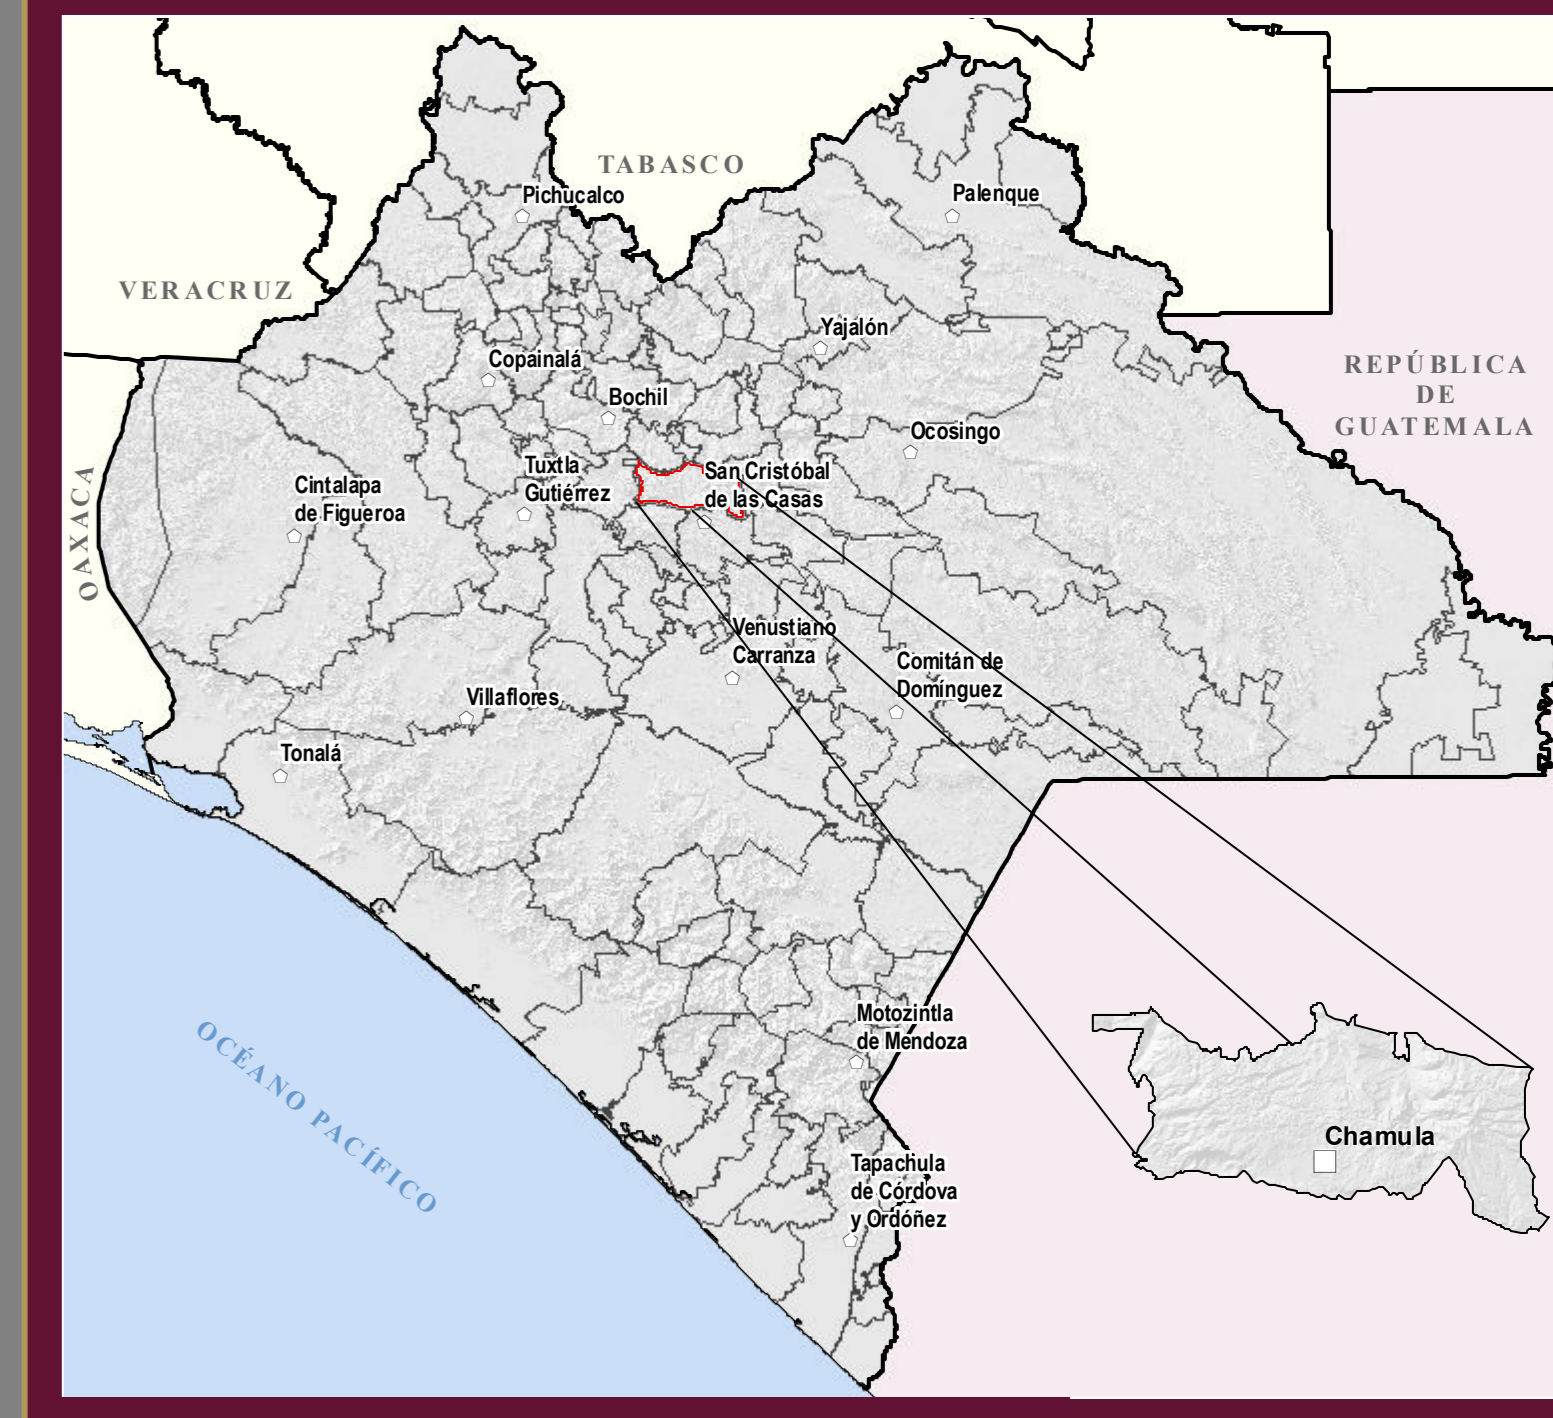 TABASCO
Pichucalco
Palenque
VERACRUZ
Yajalón
Copainalá
REPÚBLICA
DE
GUATEMALA
Bochil
Ocosingo
Tuxtla
Gutiérrez
San Cristóbal
de las Casas
Cintalapa
de Figueroa
OAXACA
Venustiano
Carranza
Comitán de
Domínguez
Villaflores
Tonalá
Motozintla
de Mendoza
OCÉANO PACÍFICO
Chamula
Tapachula
de Córdova
y Ordóñez